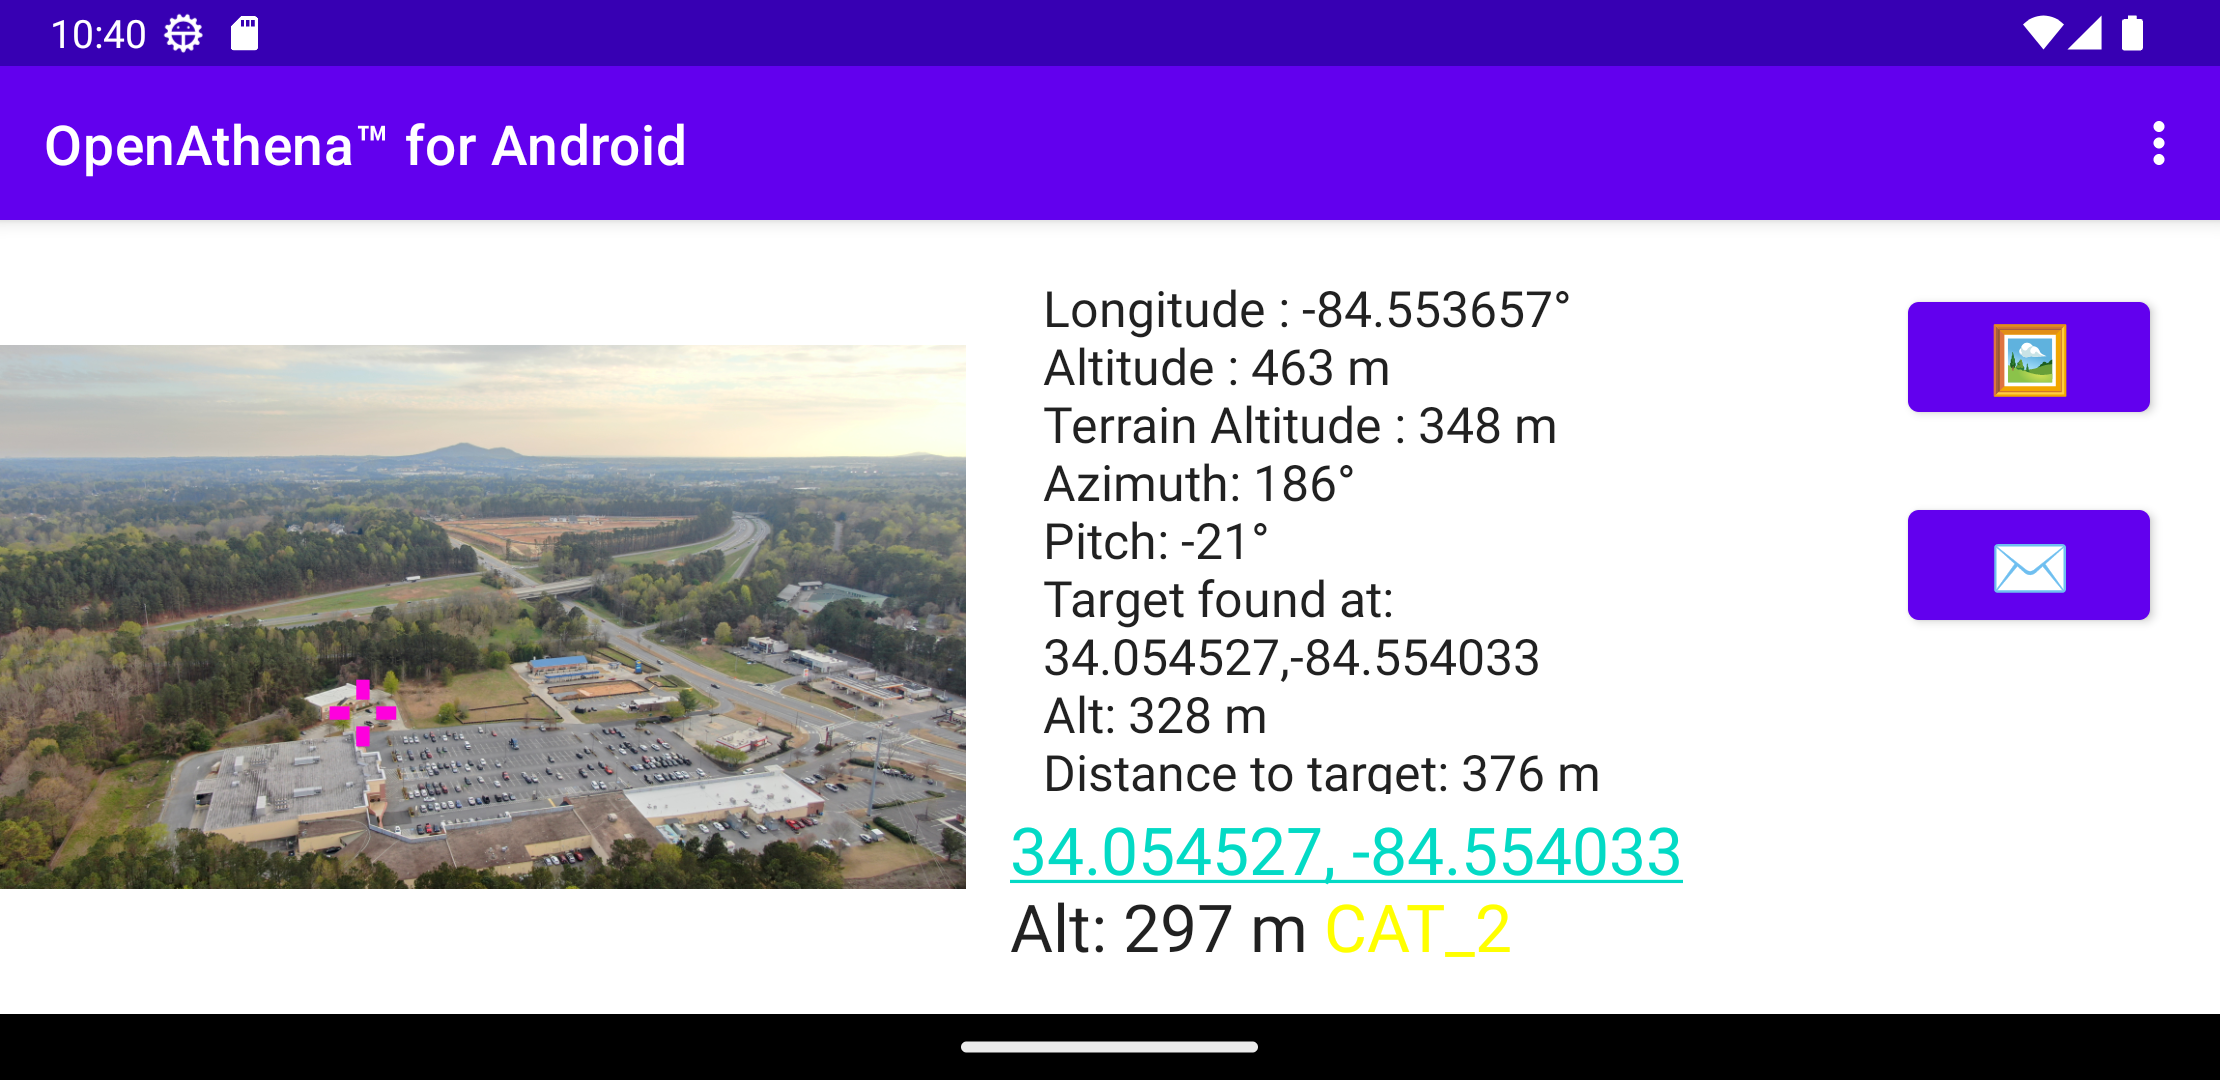 10:40
OpenAthena™ for Android
Longitude : -84.553657°
Altitude : 463 m
Terrain Altitude : 348 m
Azimuth: 186°
Pitch: -21°
Target found at:
34.054527,-84.554033
Alt: 328 m
Distance to target: 376 m
34.054527, -84.554033
Alt: 297 m CAT_2